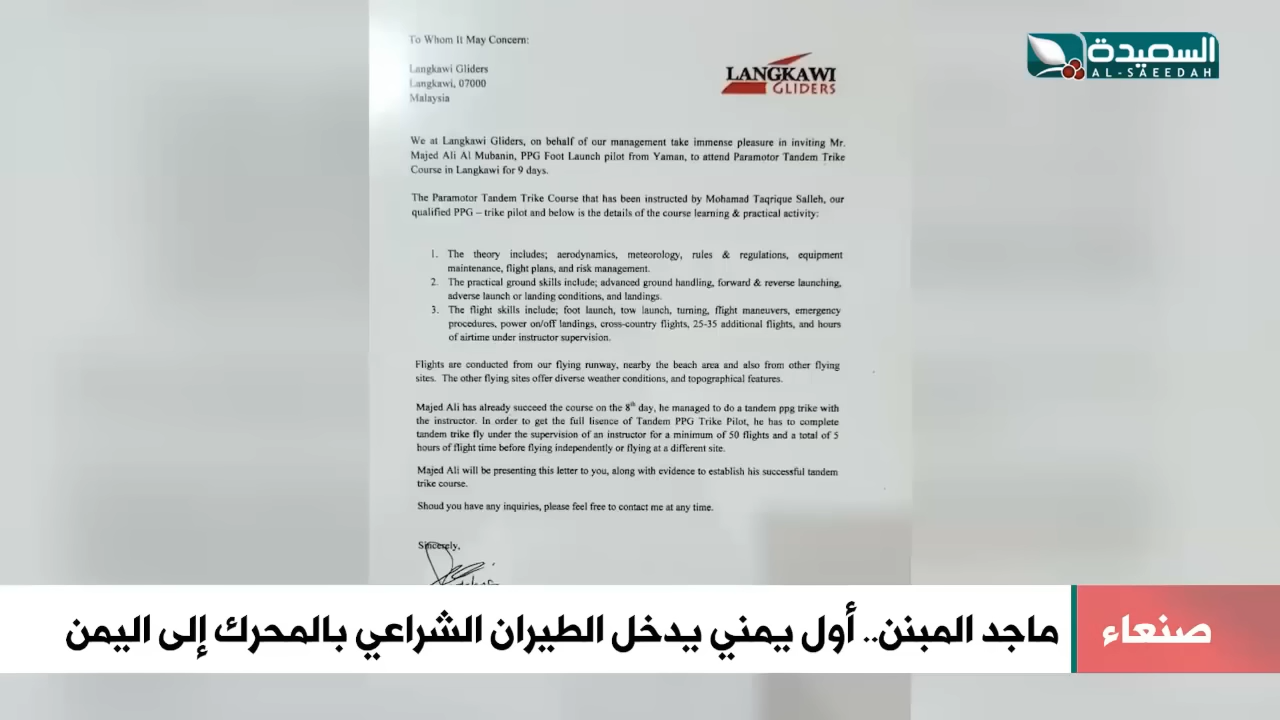 To Whom It May Concern:
السعيدة
AL-SAEEDAH
Langkawi Gliders
Langkawi, 07000
Malaysia
LANGKAWI
GLIDERS
We at Langkawi Gliders, on behalf of our management take immense pleasure in inviting Mr.
Majed Ali Al Mubanin, PPG Foot Launch pilot from Yaman, to attend Paramotor Tandem Trike
Course in Langkawi for 9 days.
The Paramotor Tandem Trike Course that has been instructed by Mohamad Taqrique Salleh, our
qualified PPG – trike pilot and below is the details of the course learning & practical activity:
1. The theory includes; aerodynamics, meteorology, rules & regulations, equipment
maintenance, flight plans, and risk management.
2. The practical ground skills include; advanced ground handling, forward & reverse launching,
adverse launch or landing conditions, and landings.
3. The flight skills include; foot launch, tow launch, turning, flight maneuvers, emergency
procedures, power on/off landings, cross-country flights, 25-35 additional flights, and hours
of airtime under instructor supervision.
Flights are conducted from our flying runway, nearby the beach area and also from other flying
sites. The other flying sites offer diverse weather conditions, and topographical features.
Majed Ali has already succeed the course on the 8th day, he managed to do a tandem ppg trike with
the instructor. In order to get the full lisence of Tandem PPG Trike Pilot, he has to complete
tandem trike fly under the supervision of an instructor for a minimum of 50 flights and a total of 5
hours of flight time before flying independently or flying at a different site.
Majed Ali will be presenting this letter to you, along with evidence to establish his successful tandem
trike course.
Shoud you have any inquiries, please feel free to contact me at any time.
Sincerely,
صنعاء
ماجد المبنن.. أول يمني يدخل الطيران الشراعي بالمحرك إلى اليمن